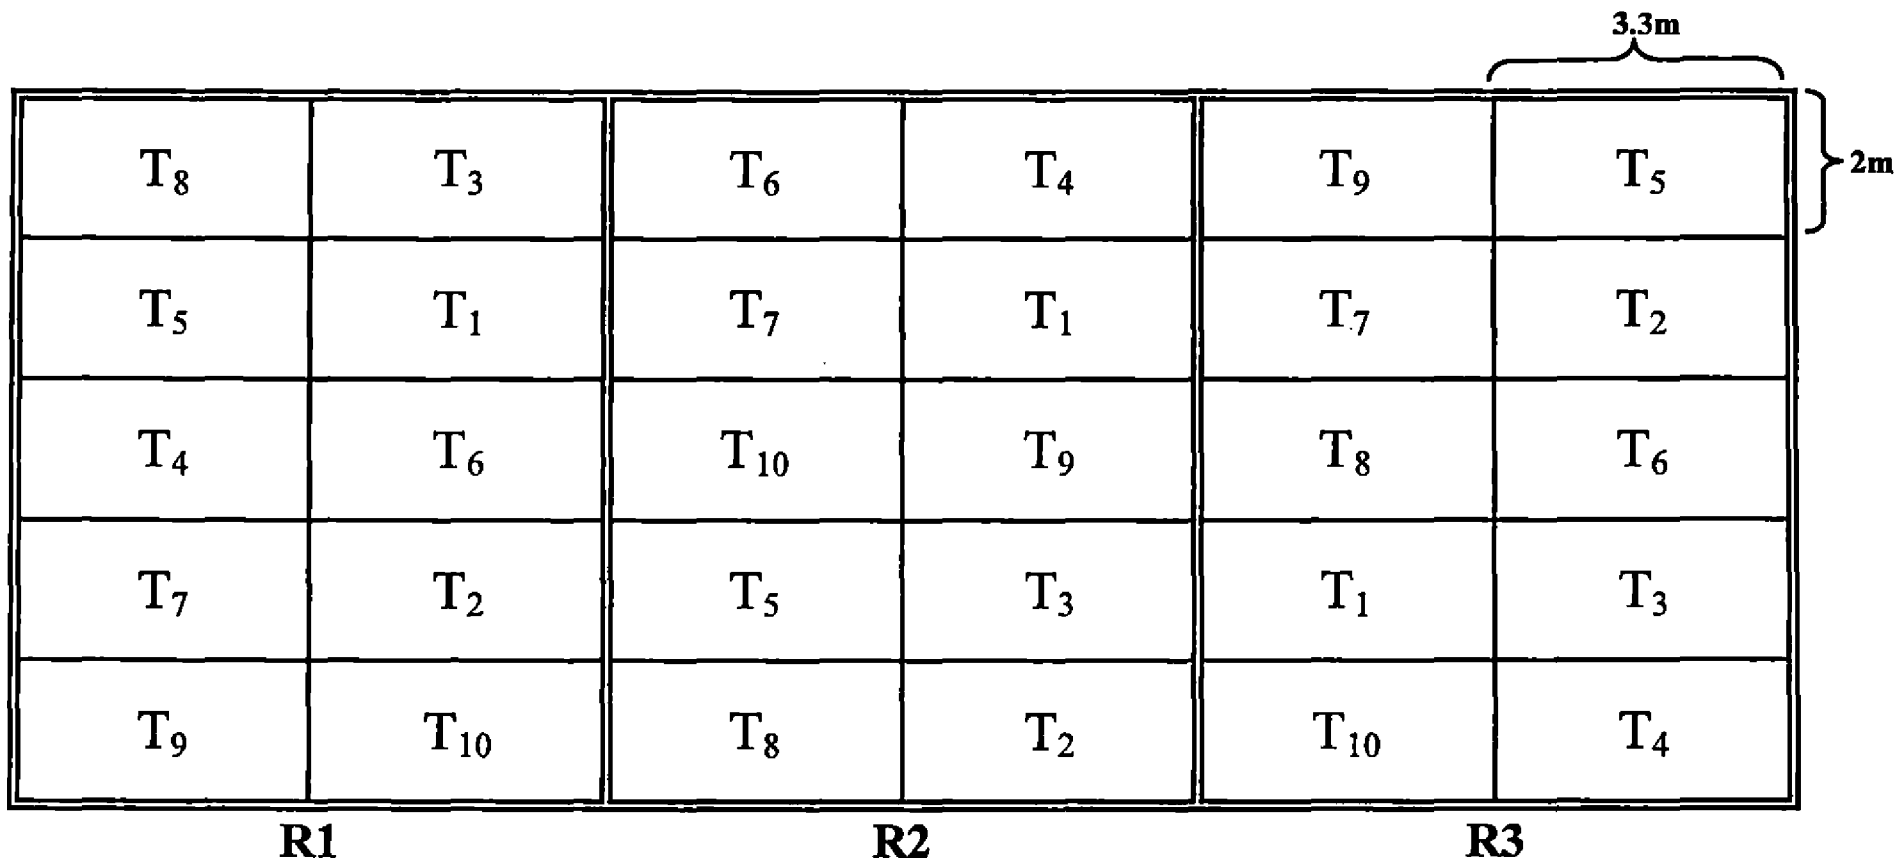 3.3m
T₈ T₃ T₆ T₄ T₉ T₅
2m
T₅ T₁ T₇ T₁ T₇ T₂
T₄ T₆ T₁₀ T₉ T₈ T₆
T₇ T₂ T₅ T₃ T₁ T₃
T₉ T₁₀ T₈ T₂ T₁₀ T₄
R1 R2 R3